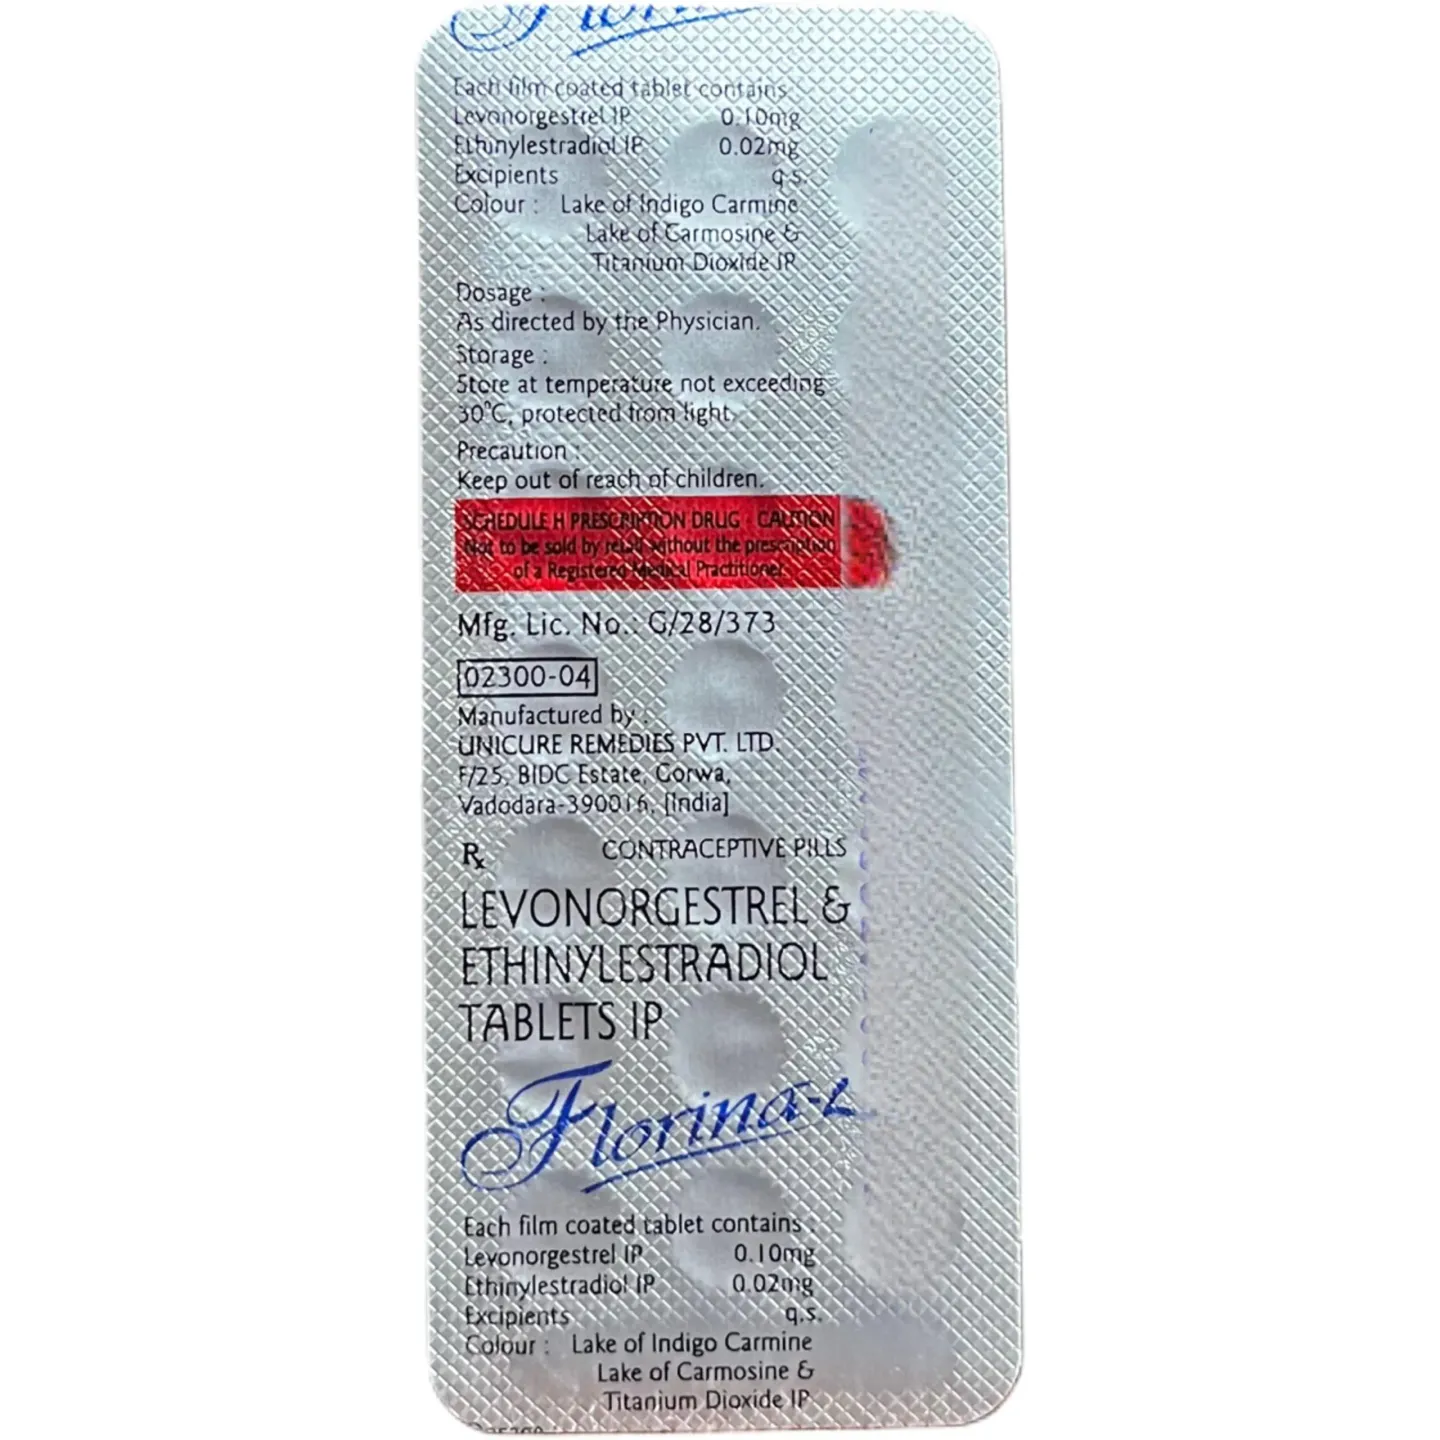 Each film coated tablet contains
Levonorgestrel IP 0.10mg
Ethinylestradiol IP 0.02mg
Excipients q.s.
Colour : Lake of Indigo Carmine
Lake of Carmosine &
Titanium Dioxide IP
Dosage :
As directed by the Physician.
Storage :
Store at temperature not exceeding
30°C, protected from light.
Precaution :
Keep out of reach of children.
SCHEDULE H PRESCRIPTION DRUG - CAUTION
Not to be sold by retail without the prescription
of a Registered Medical Practitioner.
Mfg. Lic. No.: G/28/373
02300-04
Manufactured by :
UNICURE REMEDIES PVT. LTD.
F/25, BIDC Estate, Gorwa,
Vadodara-390016, [India]
Rx CONTRACEPTIVE PILLS
LEVONORGESTREL &
ETHINYLESTRADIOL
TABLETS IP
Florina-L
Each film coated tablet contains :
Levonorgestrel IP 0.10mg
Ethinylestradiol IP 0.02mg
Excipients q.s.
Colour : Lake of Indigo Carmine
Lake of Carmosine &
Titanium Dioxide IP